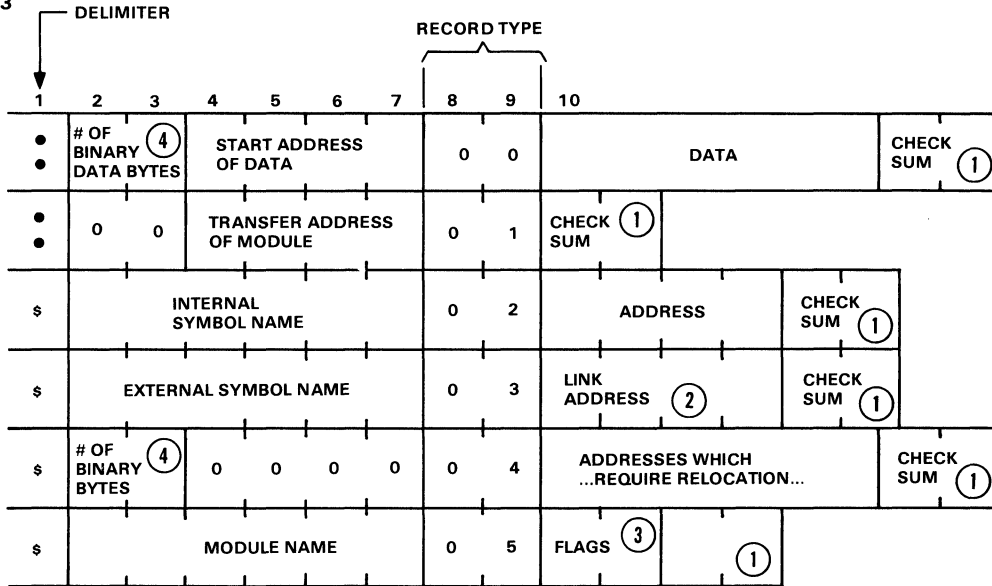 3
DELIMITER
RECORD TYPE
1 2 3 4 5 6 7 8 9 10
: # OF BINARY DATA BYTES ④ START ADDRESS OF DATA 0 0 DATA CHECK SUM ①
: 0 0 TRANSFER ADDRESS OF MODULE 0 1 CHECK SUM ①
$ INTERNAL SYMBOL NAME 0 2 ADDRESS CHECK SUM ①
$ EXTERNAL SYMBOL NAME 0 3 LINK ADDRESS ② CHECK SUM ①
$ # OF BINARY BYTES ④ 0 0 0 0 0 4 ADDRESSES WHICH ...REQUIRE RELOCATION... CHECK SUM ①
$ MODULE NAME 0 5 FLAGS ③ ①